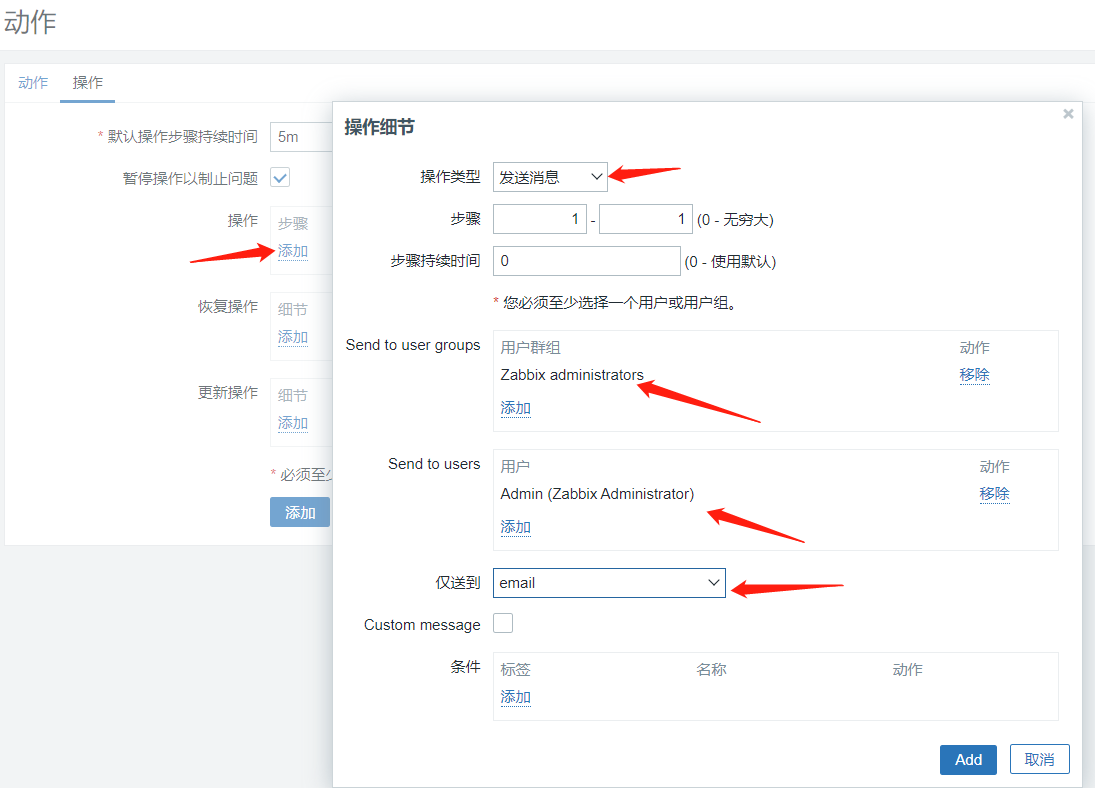 动作
动作 操作
* 默认操作步骤持续时间 5m
暂停操作以制止问题
操作 步骤
添加
恢复操作 细节
添加
更新操作 细节
添加
* 必须至
添加
操作细节
操作类型 发送消息
步骤 1 - 1 (0 - 无穷大)
步骤持续时间 0 (0 - 使用默认)
* 您必须至少选择一个用户或用户组。
Send to user groups 用户群组 动作
Zabbix administrators 移除
添加
Send to users 用户 动作
Admin (Zabbix Administrator) 移除
添加
仅送到 email
Custom message
条件 标签 名称 动作
添加
Add 取消